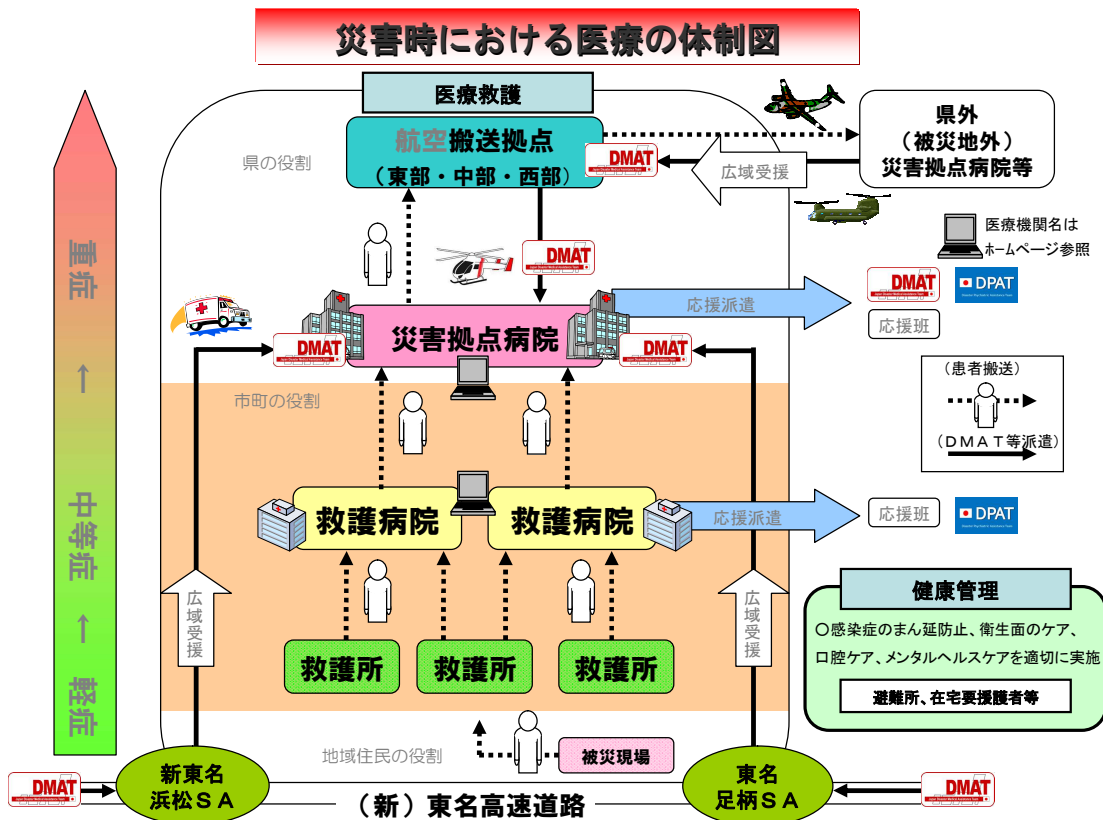 災害時における医療の体制図
医療救護
航空搬送拠点
（東部・中部・西部）
県の役割
DMAT
広域受援
県外
（被災地外）
災害拠点病院等
医療機関名は
ホームページ参照
重症
←
中等症
←
軽症
DMAT
DMAT
災害拠点病院
DMAT
応援派遣
DMAT
DPAT
応援班
市町の役割
（患者搬送）
（ＤＭＡＴ等派遣）
救護病院
救護病院
応援派遣
応援班
DPAT
広域受援
広域受援
救護所
救護所
救護所
健康管理
○感染症のまん延防止、衛生面のケア、
口腔ケア、メンタルヘルスケアを適切に実施
避難所、在宅要援護者等
地域住民の役割
被災現場
DMAT
新東名
浜松ＳＡ
（新）東名高速道路
東名
足柄ＳＡ
DMAT